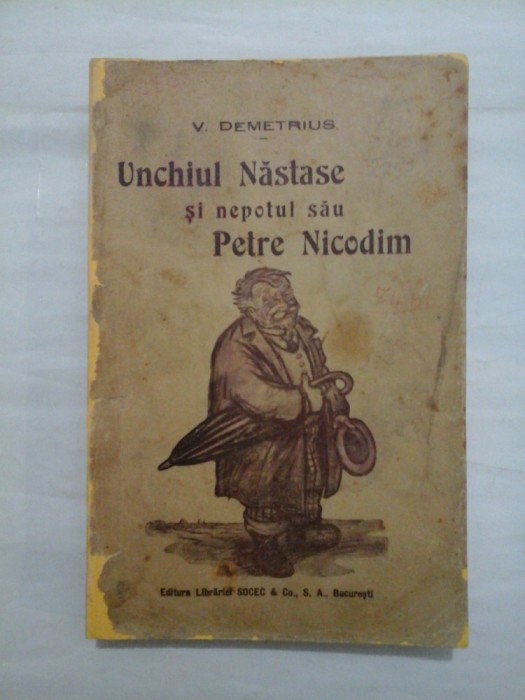 V. DEMETRIUS
Unchiul Năstase
și nepotul său
Petre Nicodim
Editura Librăriei SOCEC & Co., S. A., București